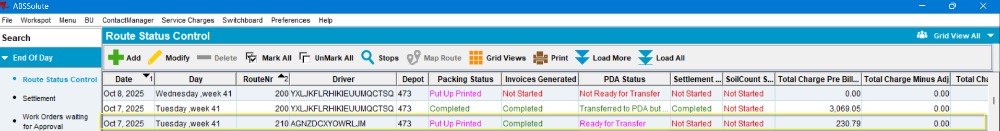 ABSSolute
File Workspot Menu BU ContactManager Service Charges Switchboard Preferences Help
Search
Route Status Control
Grid View All
End Of Day
Add Modify Delete Mark All UnMark All Stops Map Route Grid Views Print Load More Load All
Route Status Control
Settlement
Work Orders waiting
for Approval
Date 1 Day RouteNr 2 Driver Depot Packing Status Invoices Generated PDA Status Settlement ... SoilCount S... Total Charge Pre Bill... Total Charge Minus Adj Total Cha
Oct 8, 2025 Wednesday ,week 41 200 YXLJKFLRHIKIEUUMQCTSQ 473 Put Up Printed Not Started Not Ready for Transfer Not Started Not Started 0.00 0.00
Oct 7, 2025 Tuesday ,week 41 200 YXLJKFLRHIKIEUUMQCTSQ 473 Completed Completed Transferred to PDA but ... Completed Not Started 3,069.05 0.00
Oct 7, 2025 Tuesday ,week 41 210 AGNZDCXYOWRLJM 473 Put Up Printed Completed Ready for Transfer Not Started Not Started 230.79 0.00